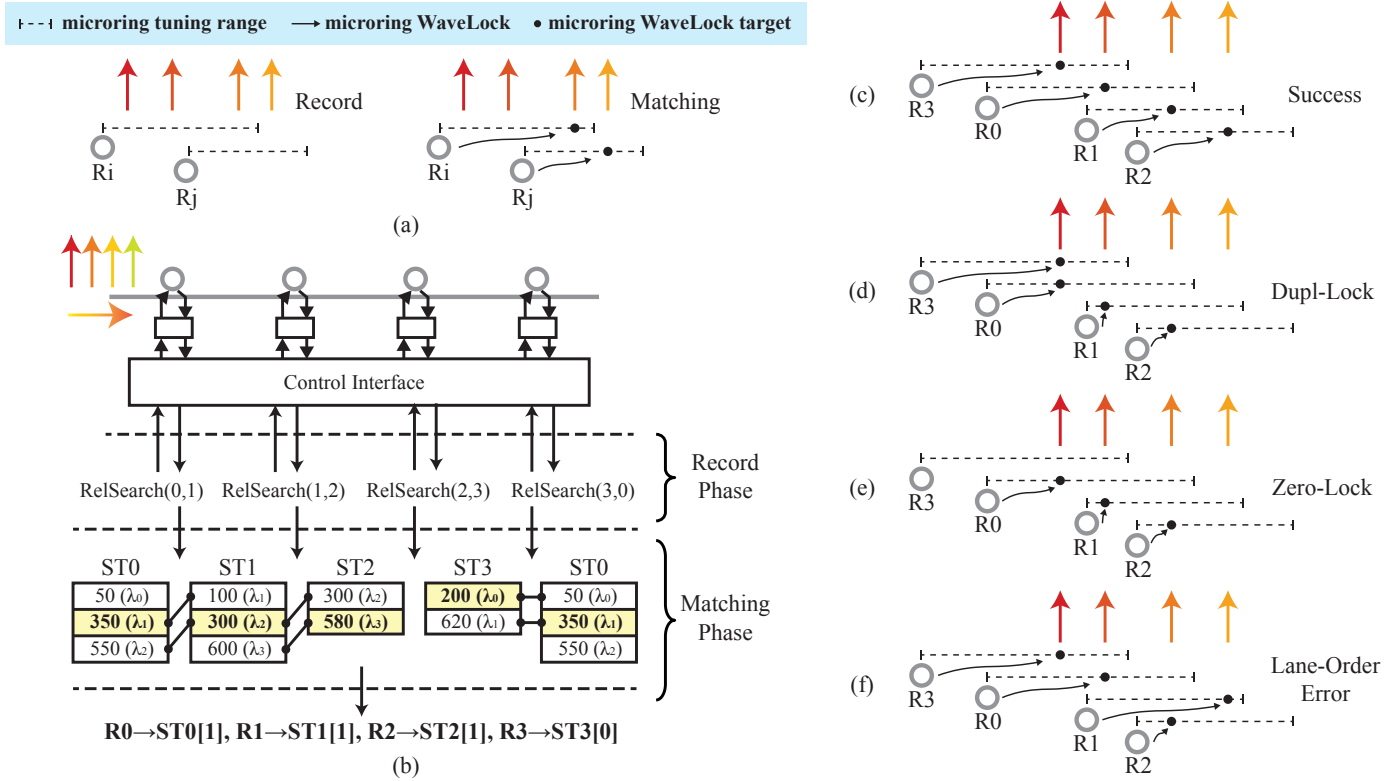 microring tuning range microring WaveLock microring WaveLock target
Record
Ri
Rj
Matching
Ri
Rj
(a)
Control Interface
RelSearch(0,1) RelSearch(1,2) RelSearch(2,3) RelSearch(3,0)
Record
Phase
ST0 ST1 ST2 ST3 ST0
50 (λ₀) 100 (λ₁) 300 (λ₂) 200 (λ₀) 50 (λ₀)
350 (λ₁) 300 (λ₂) 580 (λ₃) 620 (λ₁) 350 (λ₁)
550 (λ₂) 600 (λ₃) 550 (λ₂)
Matching
Phase
R0→ST0[1], R1→ST1[1], R2→ST2[1], R3→ST3[0]
(b)
(c)
R3
R0
R1
R2
Success
(d)
R3
R0
R1
R2
Dupl-Lock
(e)
R3
R0
R1
R2
Zero-Lock
(f)
R3
R0
R1
R2
Lane-Order
Error